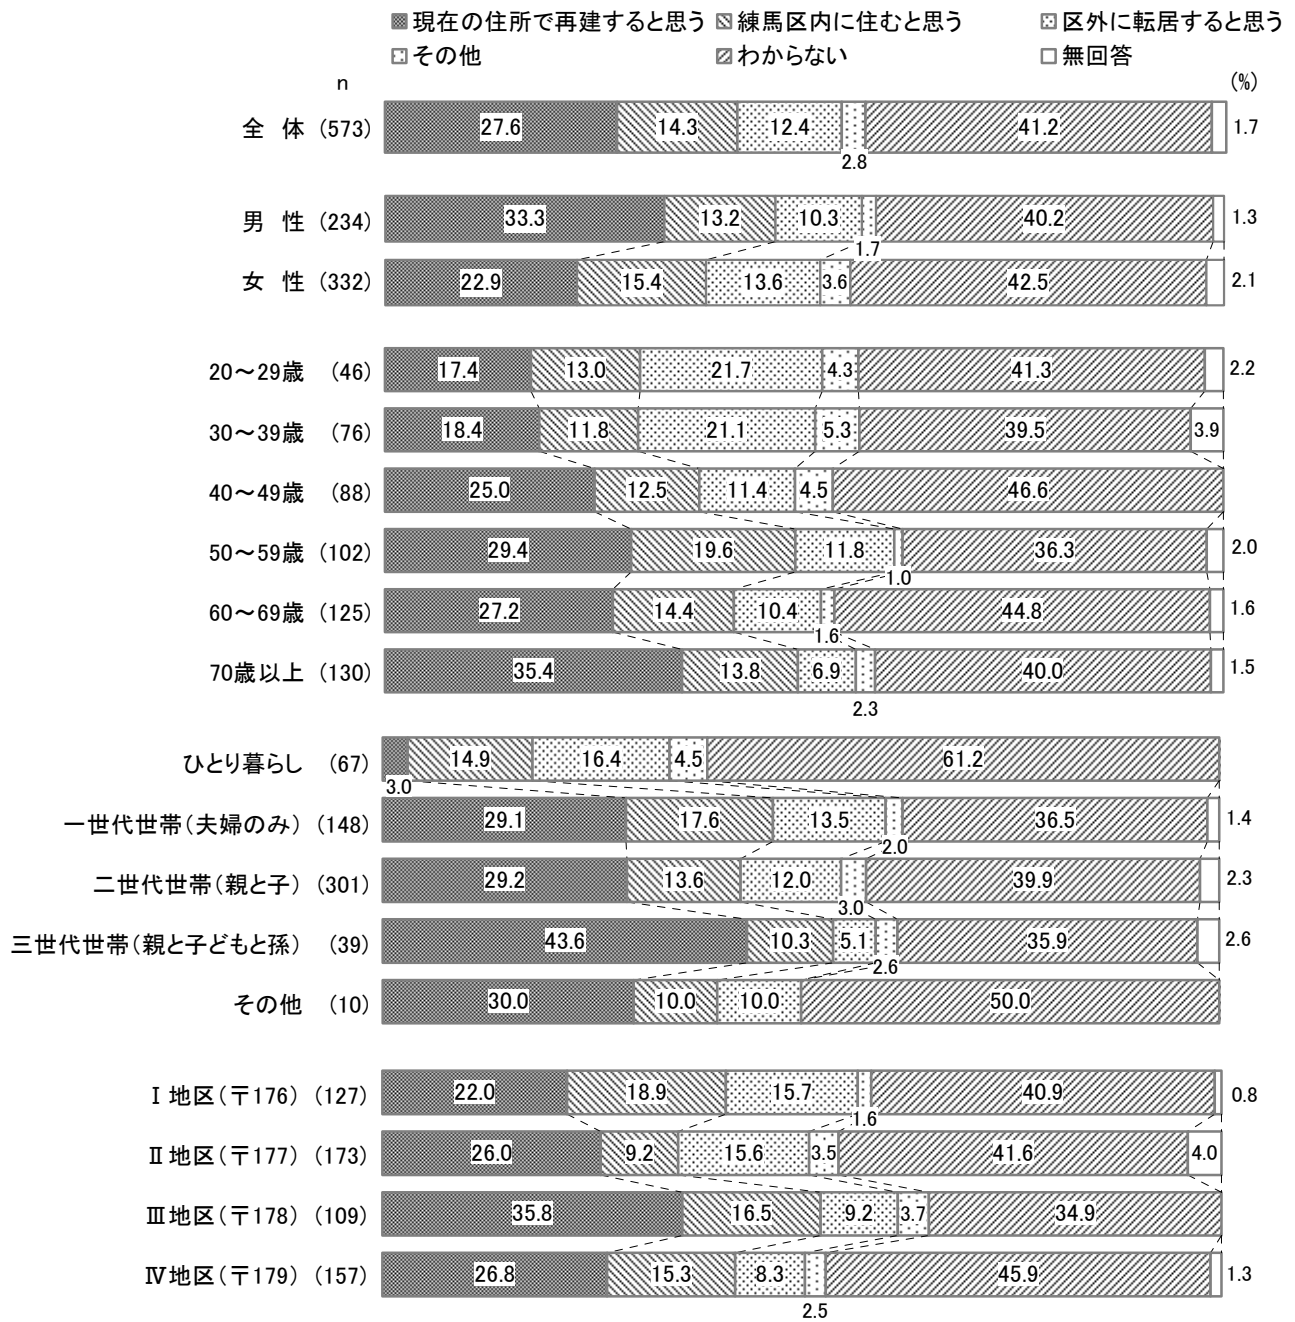 現在の住所で再建すると思う 練馬区内に住むと思う 区外に転居すると思う
その他 わからない 無回答
n (%)
全 体 (573) 27.6 14.3 12.4 41.2 1.7
2.8
男 性 (234) 33.3 13.2 10.3 40.2 1.3
1.7
女 性 (332) 22.9 15.4 13.6 3.6 42.5 2.1
20～29歳 (46) 17.4 13.0 21.7 4.3 41.3 2.2
30～39歳 (76) 18.4 11.8 21.1 5.3 39.5 3.9
40～49歳 (88) 25.0 12.5 11.4 4.5 46.6
50～59歳 (102) 29.4 19.6 11.8 36.3 2.0
1.0
60～69歳 (125) 27.2 14.4 10.4 44.8 1.6
1.6
70歳以上 (130) 35.4 13.8 6.9 40.0 1.5
2.3
ひとり暮らし (67) 14.9 16.4 4.5 61.2
3.0
一世代世帯(夫婦のみ) (148) 29.1 17.6 13.5 36.5 1.4
2.0
二世代世帯(親と子) (301) 29.2 13.6 12.0 39.9 2.3
3.0
三世代世帯(親と子どもと孫) (39) 43.6 10.3 5.1 35.9 2.6
2.6
その他 (10) 30.0 10.0 10.0 50.0
Ⅰ地区(〒176) (127) 22.0 18.9 15.7 40.9 0.8
1.6
Ⅱ地区(〒177) (173) 26.0 9.2 15.6 3.5 41.6 4.0
Ⅲ地区(〒178) (109) 35.8 16.5 9.2 3.7 34.9
Ⅳ地区(〒179) (157) 26.8 15.3 8.3 45.9 1.3
2.5